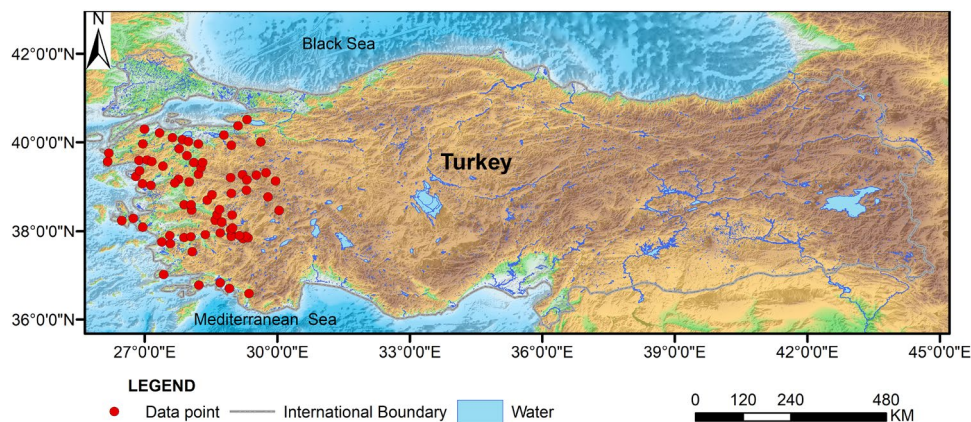 N
42°0'0"N
40°0'0"N
38°0'0"N
36°0'0"N
Black Sea
Turkey
Mediterranean Sea
27°0'0"E 30°0'0"E 33°0'0"E 36°0'0"E 39°0'0"E 42°0'0"E 45°0'0"E
LEGEND
Data point International Boundary Water
0 120 240 480
KM